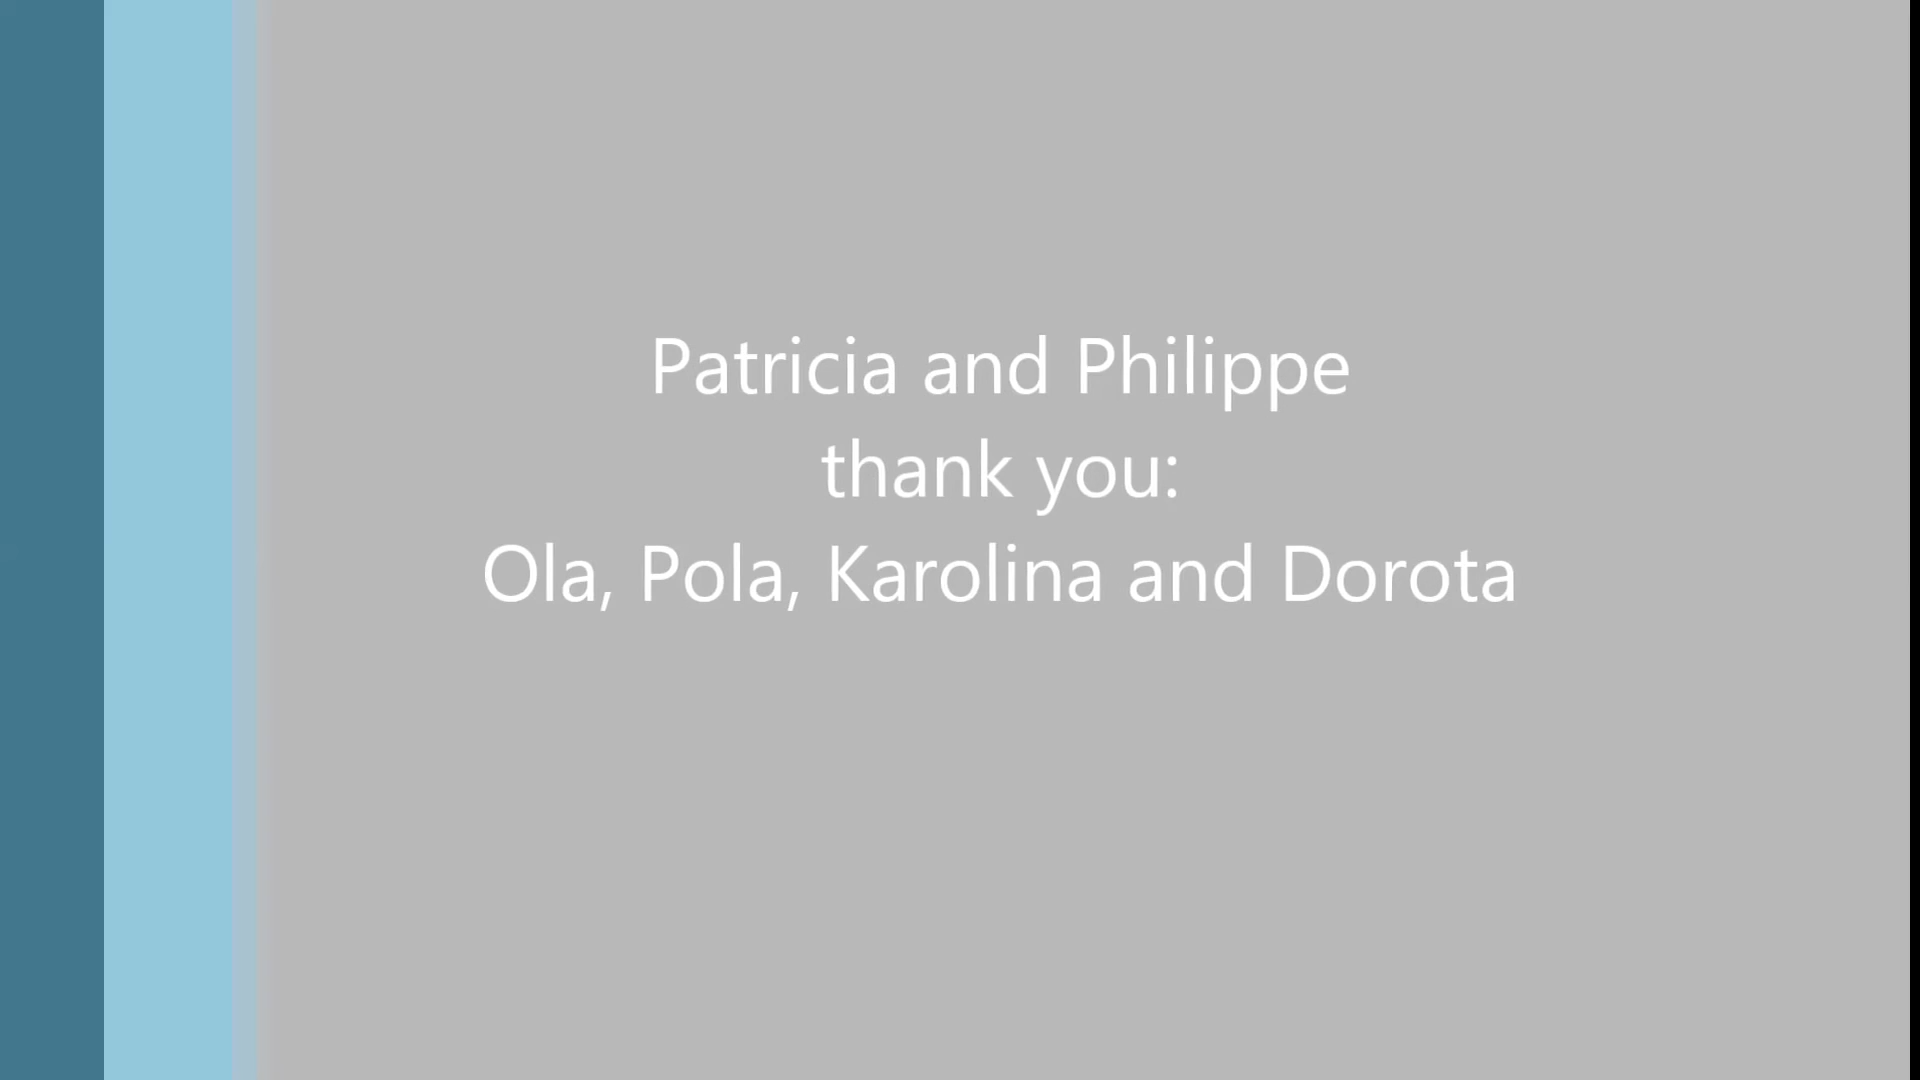 Patricia and Philippe
thank you:
Ola, Pola, Karolina and Dorota